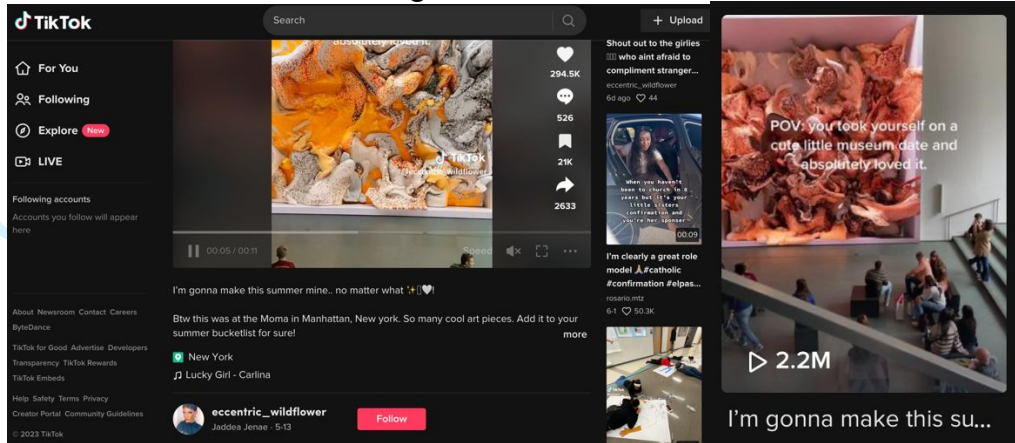 TikTok
Search
+ Upload
For You
Following
Explore New
LIVE
Following accounts
Accounts you follow will appear
here
About Newsroom Contact Careers
ByteDance
TikTok for Good Advertise Developers
Transparency TikTok Rewards
TikTok Embeds
Help Safety Terms Privacy
Creator Portal Community Guidelines
© 2023 TikTok
absolutely loved it.
TikTok
@eccentric_wildflower
294.5K
526
21K
2633
00:05 / 00:11
Speed
I'm gonna make this summer mine.. no matter what ✨🤍!
Btw this was at the Moma in Manhattan, New york. So many cool art pieces. Add it to your
summer bucketlist for sure!
more
New York
Lucky Girl - Carlina
eccentric_wildflower
Jaddea Jenae · 5-13
Follow
Shout out to the girlies
who aint afraid to
compliment stranger...
eccentric_wildflower
6d ago 44
When you haven't
been to church in 8
years but it's your
little sisters
confirmation and
you're her sponser
00:09
I'm clearly a great role
model 🙏#catholic
#confirmation #elpas...
rosario.mtz
6-1 50.3K
POV: you took yourself on a
cute little museum date and
absolutely loved it.
2.2M
I'm gonna make this su...